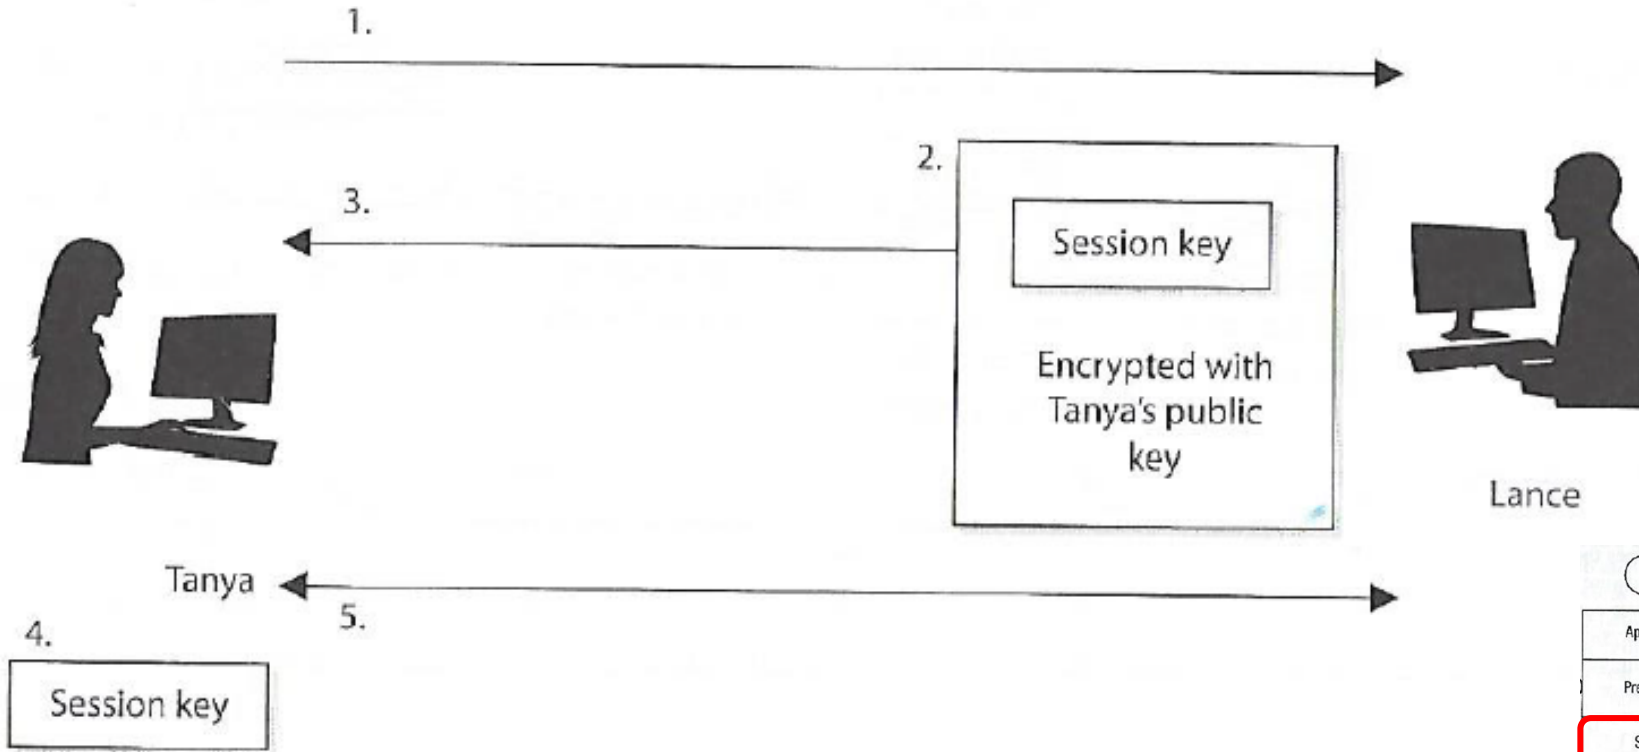 1.
2.
3.
Session key
Encrypted with
Tanya's public
key
Lance
Tanya
5.
4.
Session key